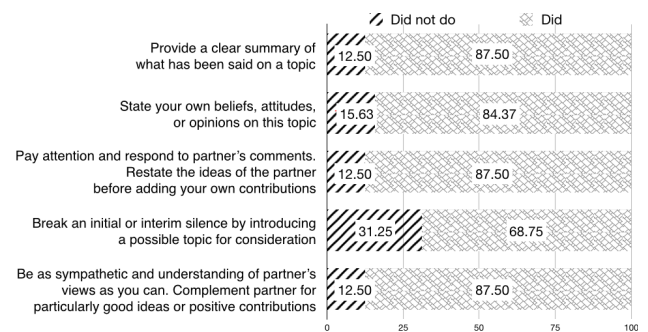 Did not do Did
Provide a clear summary of
what has been said on a topic
12.50 87.50
State your own beliefs, attitudes,
or opinions on this topic
15.63 84.37
Pay attention and respond to partner's comments.
Restate the ideas of the partner
before adding your own contributions
12.50 87.50
Break an initial or interim silence by introducing
a possible topic for consideration
31.25 68.75
Be as sympathetic and understanding of partner's
views as you can. Complement partner for
particularly good ideas or positive contributions
12.50 87.50
0 25 50 75 100